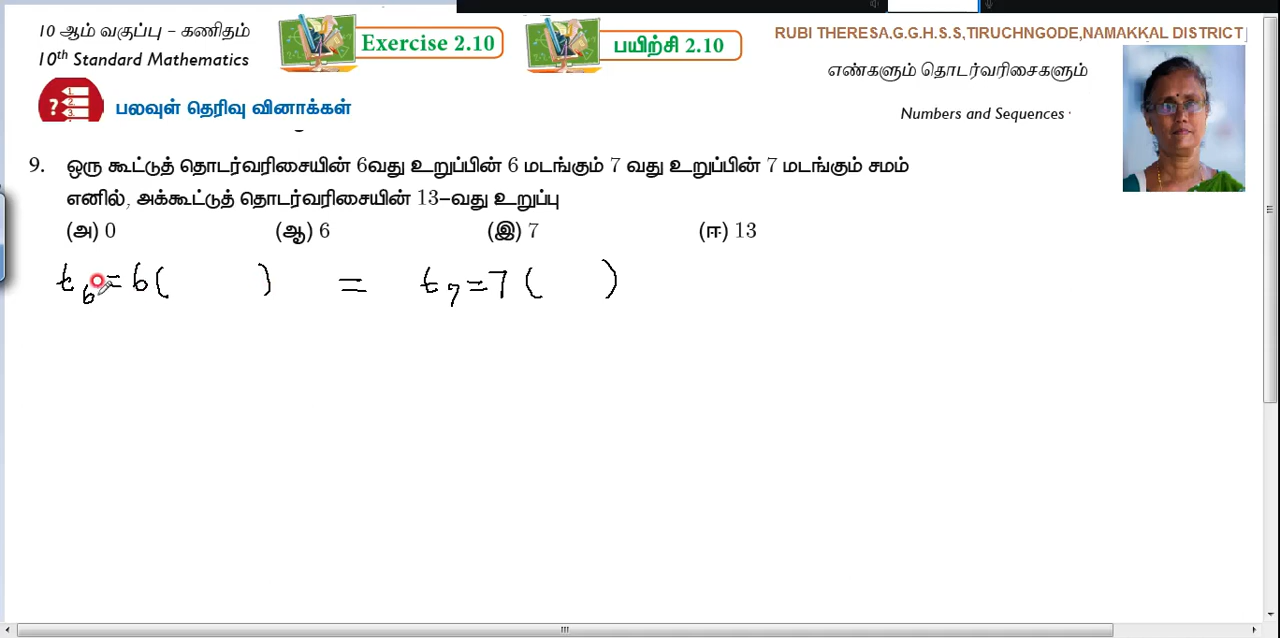 10 ஆம் வகுப்பு – கணிதம்
10th Standard Mathematics
Exercise 2.10
பயிற்சி 2.10
RUBI THERESA,G.G.H.S.S,TIRUCHNGODE,NAMAKKAL DISTRICT
எண்களும் தொடர்வரிசைகளும்
Numbers and Sequences
பலவுள் தெரிவு வினாக்கள்
9. ஒரு கூட்டுத் தொடர்வரிசையின் 6வது உறுப்பின் 6 மடங்கும் 7 வது உறுப்பின் 7 மடங்கும் சமம்
எனில், அக்கூட்டுத் தொடர்வரிசையின் 13–வது உறுப்பு
(அ) 0 (ஆ) 6 (இ) 7 (ஈ) 13
t6 = 6( ) = t7 = 7( )